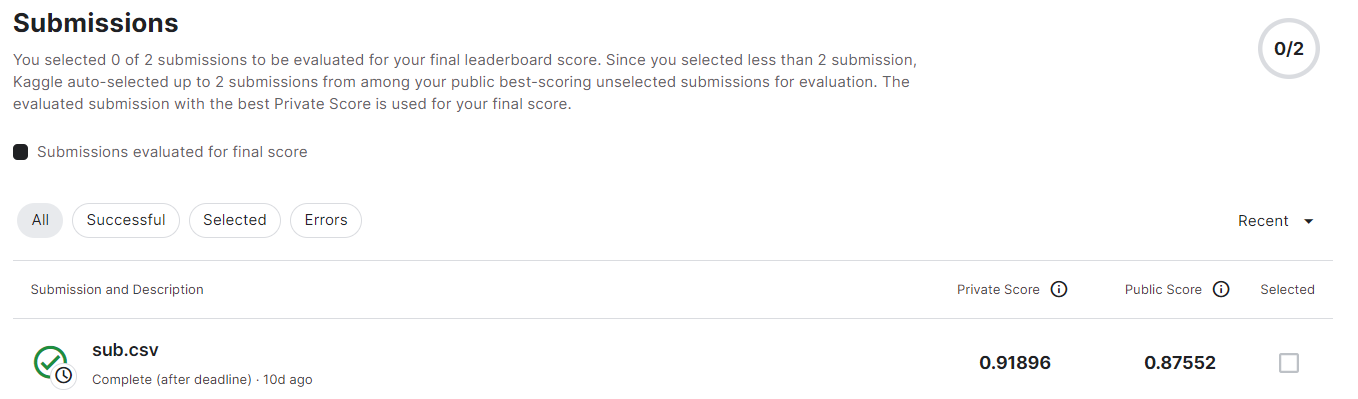 Submissions
You selected 0 of 2 submissions to be evaluated for your final leaderboard score. Since you selected less than 2 submission,
Kaggle auto-selected up to 2 submissions from among your public best-scoring unselected submissions for evaluation. The
evaluated submission with the best Private Score is used for your final score.
0/2
Submissions evaluated for final score
All Successful Selected Errors Recent
Submission and Description Private Score Public Score Selected
sub.csv
Complete (after deadline) · 10d ago
0.91896 0.87552